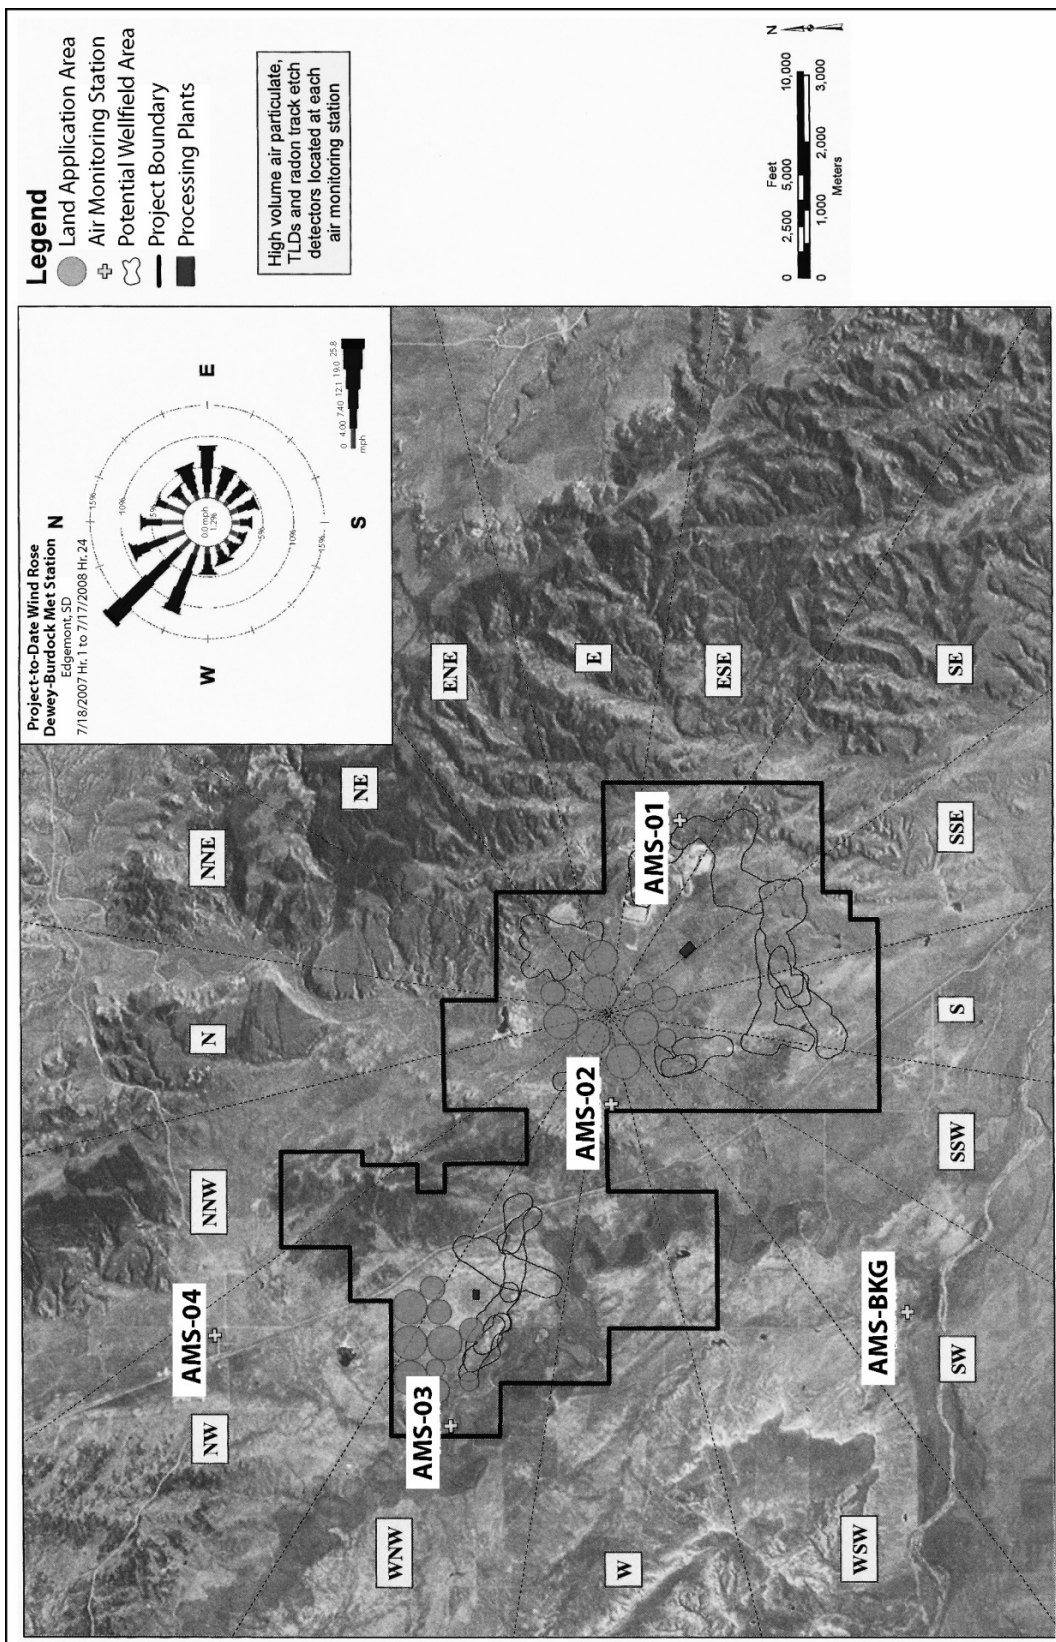 Legend
Land Application Area
Air Monitoring Station
Potential Wellfield Area
Project Boundary
Processing Plants
High volume air particulate,
TLDs and radon track etch
detectors located at each
air monitoring station
N
Feet
0 2,500 5,000 10,000
0 1,000 2,000 3,000
Meters
Project-to-Date Wind Rose
Dewey-Burdock Met Station
Edgemont, SD
7/18/2007 Hr. 1 to 7/17/2008 Hr. 24
N
E
S
W
15%
10%
5%
0.0 mph
1.2%
5%
10%
15%
0 4.00 7.40 12.1 19.0 25.8
mph
AMS-04
AMS-03
AMS-02
AMS-01
AMS-BKG
NW
NNW
N
NNE
NE
ENE
E
ESE
SE
SSE
S
SSW
SW
WSW
W
WNW